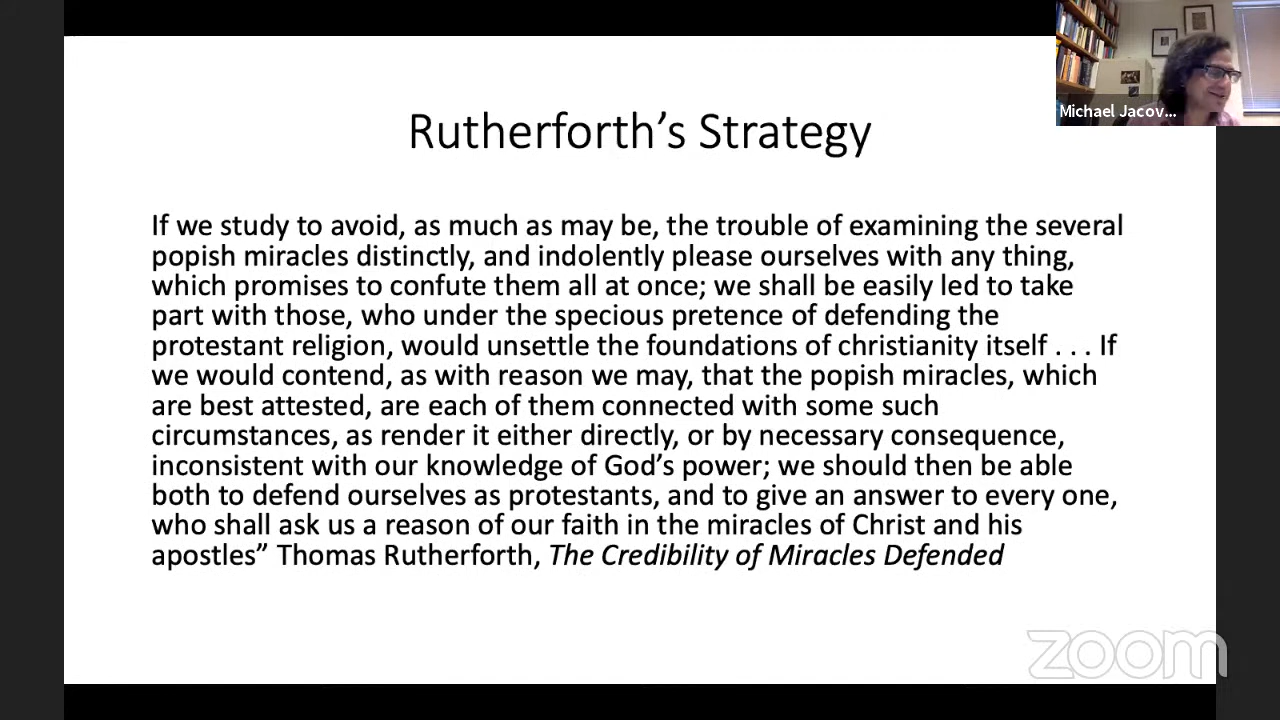 Michael Jacov...
Rutherforth’s Strategy
If we study to avoid, as much as may be, the trouble of examining the several
popish miracles distinctly, and indolently please ourselves with any thing,
which promises to confute them all at once; we shall be easily led to take
part with those, who under the specious pretence of defending the
protestant religion, would unsettle the foundations of christianity itself . . . If
we would contend, as with reason we may, that the popish miracles, which
are best attested, are each of them connected with some such
circumstances, as render it either directly, or by necessary consequence,
inconsistent with our knowledge of God’s power; we should then be able
both to defend ourselves as protestants, and to give an answer to every one,
who shall ask us a reason of our faith in the miracles of Christ and his
apostles” Thomas Rutherforth, The Credibility of Miracles Defended
zoom